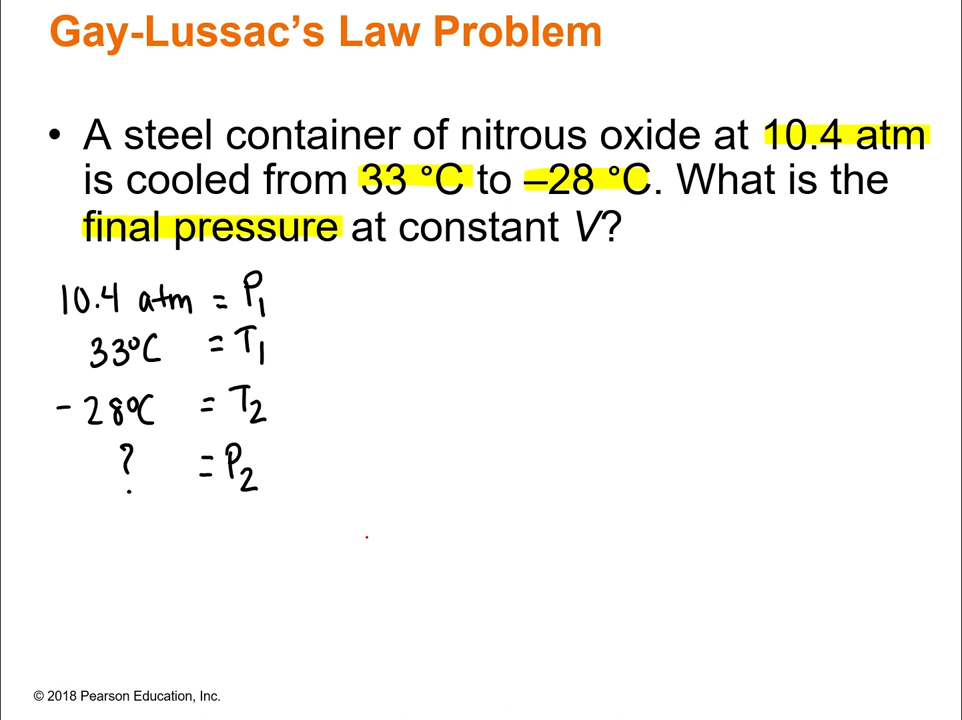 Gay-Lussac’s Law Problem
• A steel container of nitrous oxide at 10.4 atm
is cooled from 33 °C to –28 °C. What is the
final pressure at constant V?
10.4 atm = P₁
33°C = T₁
- 28°C = T₂
? = P₂
© 2018 Pearson Education, Inc.